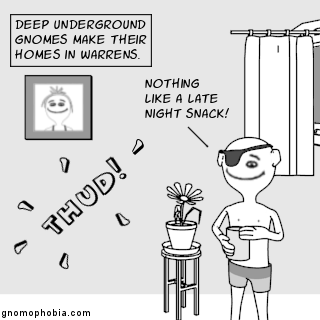 DEEP UNDERGROUND
GNOMES MAKE THEIR
HOMES IN WARRENS.
NOTHING
LIKE A LATE
NIGHT SNACK!
THUD!
gnomophobia.com